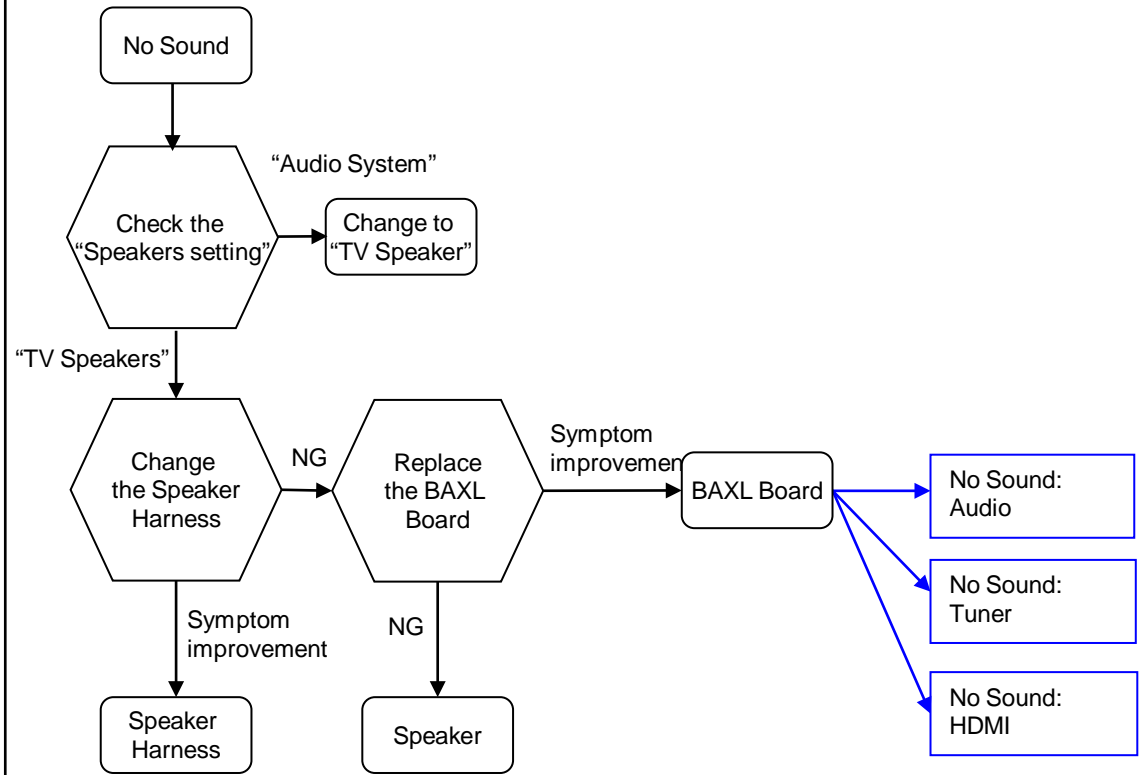 No Sound
“Audio System”
Check the
“Speakers setting”
Change to
“TV Speaker”
“TV Speakers”
Change
the Speaker
Harness
NG
Replace
the BAXL
Board
Symptom
improvemen
BAXL Board
No Sound:
Audio
No Sound:
Tuner
No Sound:
HDMI
Symptom
improvement
NG
Speaker
Harness
Speaker